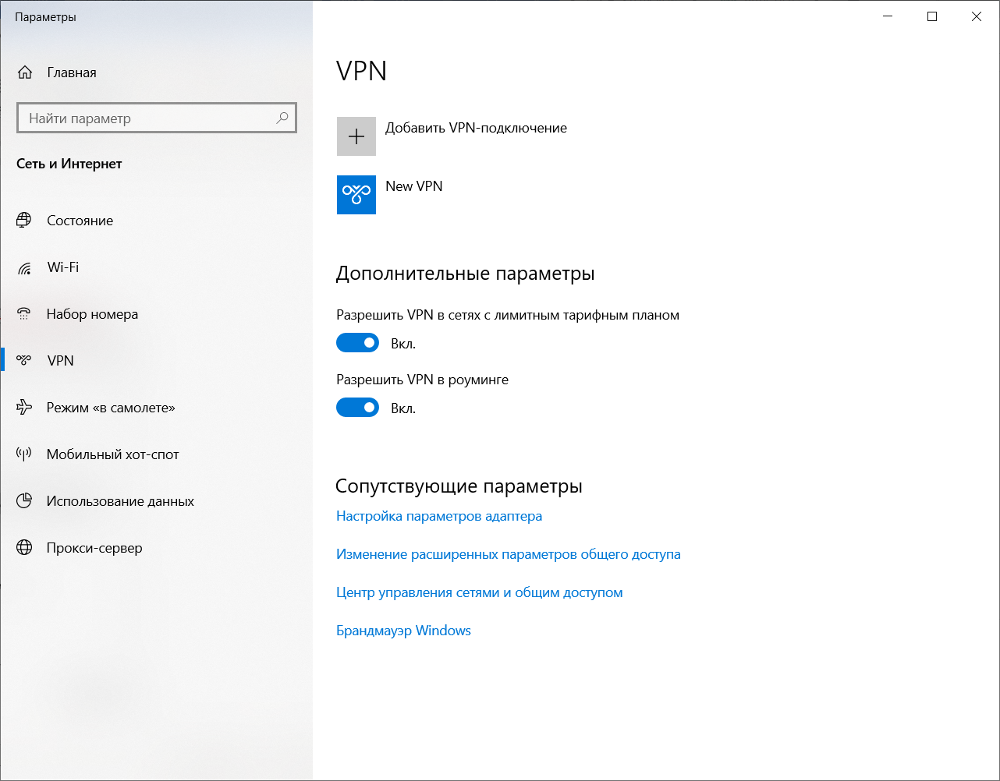 Параметры
Главная
Найти параметр
Сеть и Интернет
Состояние
Wi-Fi
Набор номера
VPN
Режим «в самолете»
Мобильный хот-спот
Использование данных
Прокси-сервер
VPN
Добавить VPN-подключение
New VPN
Дополнительные параметры
Разрешить VPN в сетях с лимитным тарифным планом
Вкл.
Разрешить VPN в роуминге
Вкл.
Сопутствующие параметры
Настройка параметров адаптера
Изменение расширенных параметров общего доступа
Центр управления сетями и общим доступом
Брандмауэр Windows